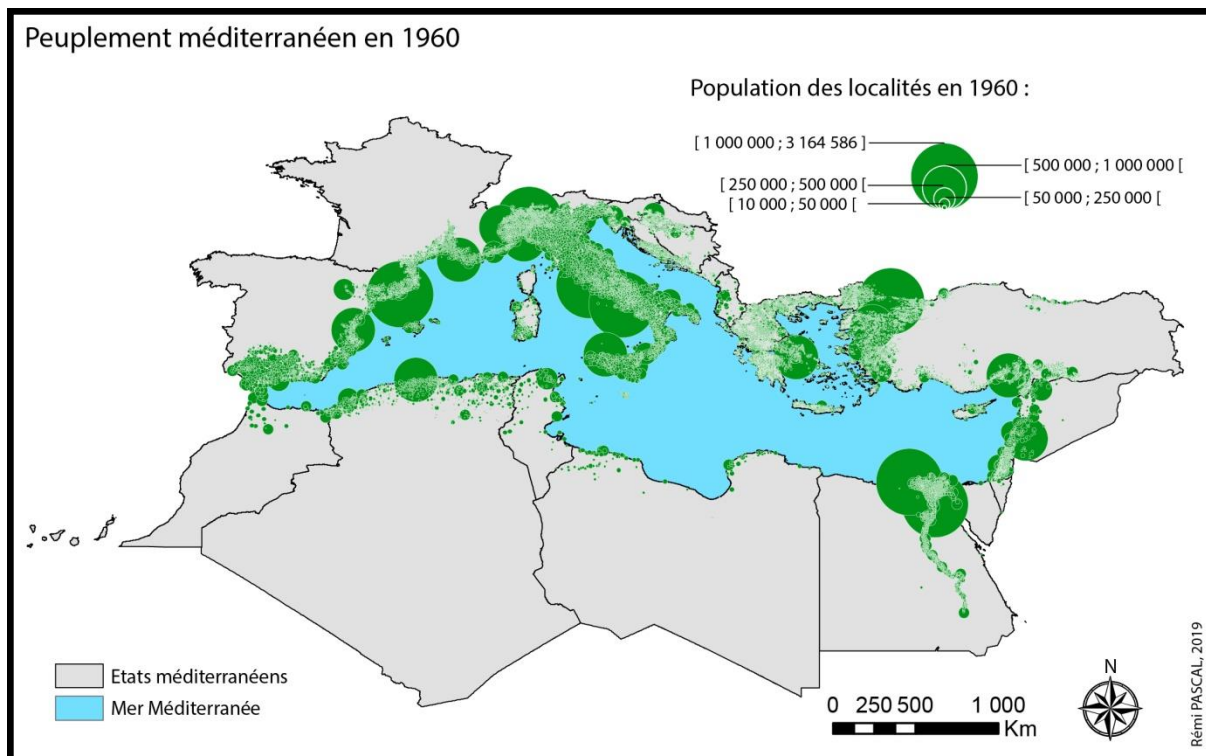 Peuplement méditerranéen en 1960
Population des localités en 1960 :
[ 1 000 000 ; 3 164 586 ]
[ 500 000 ; 1 000 000 [
[ 250 000 ; 500 000 [
[ 50 000 ; 250 000 [
[ 10 000 ; 50 000 [
Etats méditerranéens
Mer Méditerranée
0 250 500 1 000
Km
N
Rémi PASCAL, 2019